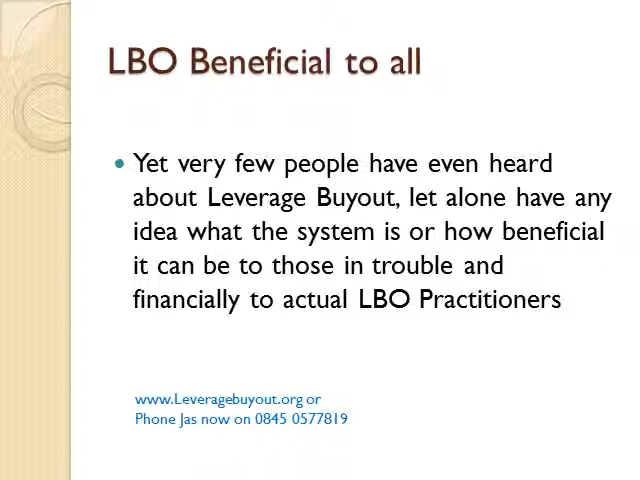 LBO Beneficial to all
• Yet very few people have even heard
about Leverage Buyout, let alone have any
idea what the system is or how beneficial
it can be to those in trouble and
financially to actual LBO Practitioners
www.Leveragebuyout.org or
Phone Jas now on 0845 0577819